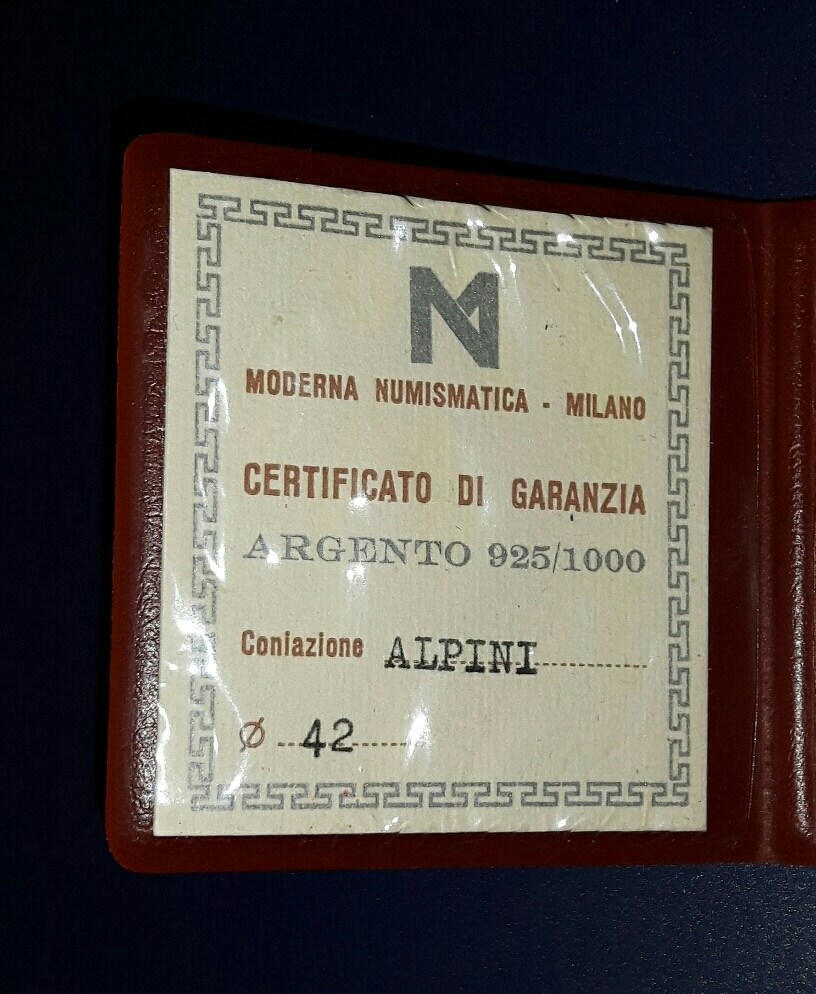 MN
MODERNA NUMISMATICA - MILANO
CERTIFICATO DI GARANZIA
ARGENTO 925/1000
Coniazione ALPINI
Ø 42